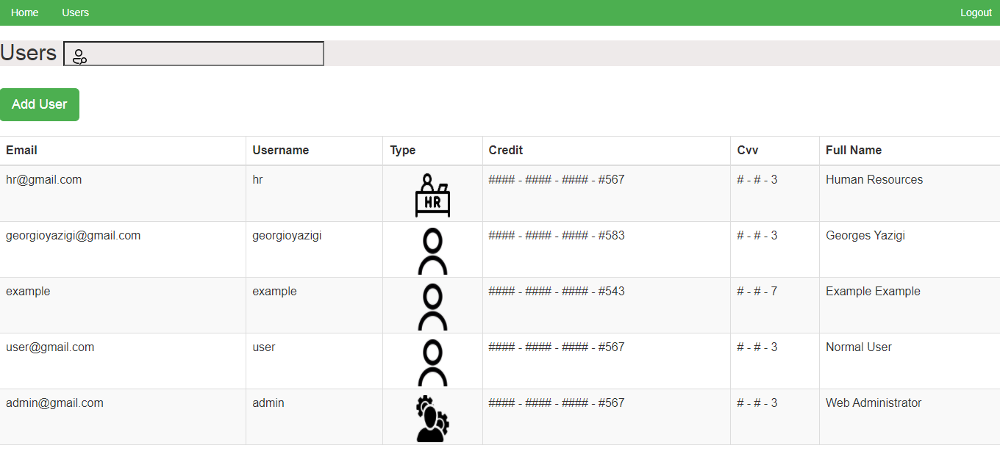 Home Users Logout
Users
Add User
Email Username Type Credit Cvv Full Name
hr@gmail.com hr HR #### - #### - #### - #567 # - # - 3 Human Resources
georgioyazigi@gmail.com georgioyazigi #### - #### - #### - #583 # - # - 3 Georges Yazigi
example example #### - #### - #### - #543 # - # - 7 Example Example
user@gmail.com user #### - #### - #### - #567 # - # - 3 Normal User
admin@gmail.com admin #### - #### - #### - #567 # - # - 3 Web Administrator